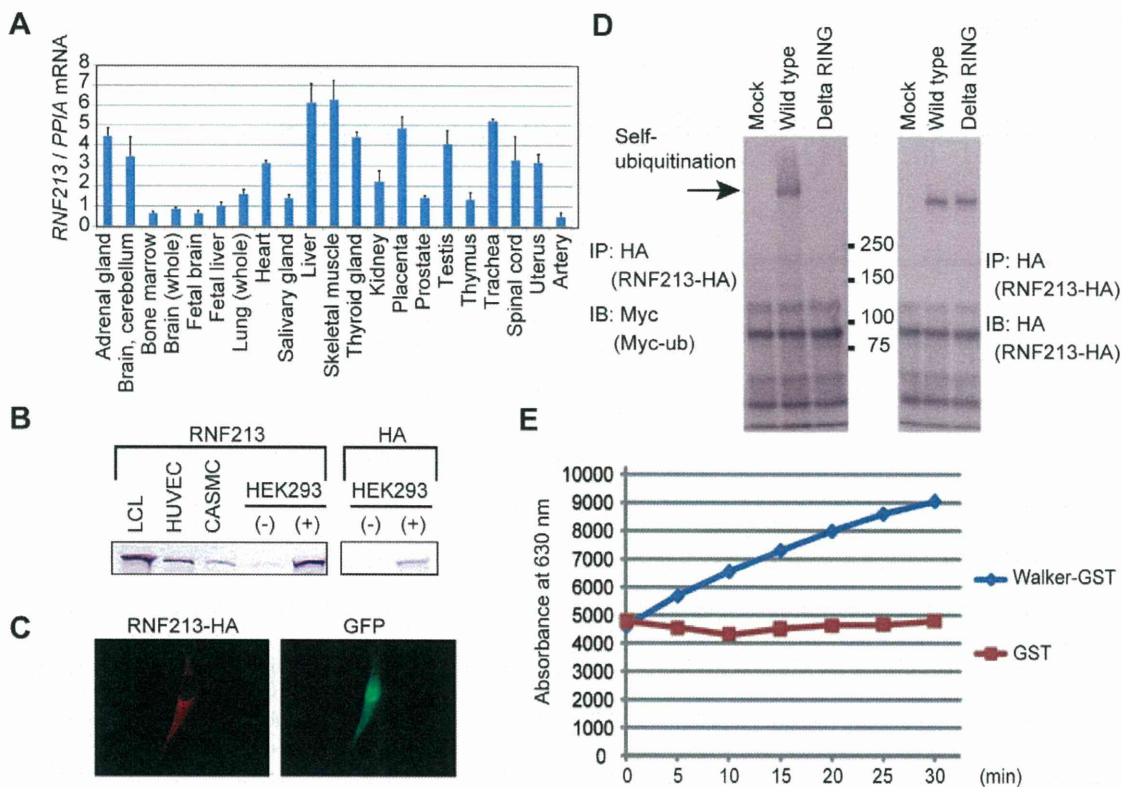 A
RNF213 / PPIA mRNA
8
7
6
5
4
3
2
1
0
Adrenal gland
Brain, cerebellum
Bone marrow
Brain (whole)
Fetal brain
Fetal liver
Lung (whole)
Heart
Salivary gland
Liver
Skeletal muscle
Thyroid gland
Kidney
Placenta
Prostate
Testis
Thymus
Trachea
Spinal cord
Uterus
Artery
B
RNF213
HA
LCL
HUVEC
CASMC
HEK293
HEK293
(-)
(+)
(-)
(+)
C
RNF213-HA
GFP
D
Mock
Wild type
Delta RING
Mock
Wild type
Delta RING
Self-
ubiquitination
IP: HA
(RNF213-HA)
IB: Myc
(Myc-ub)
250
150
100
75
IP: HA
(RNF213-HA)
IB: HA
(RNF213-HA)
E
Absorbance at 630 nm
10000
9000
8000
7000
6000
5000
4000
3000
2000
1000
0
0 5 10 15 20 25 30 (min)
Walker-GST
GST